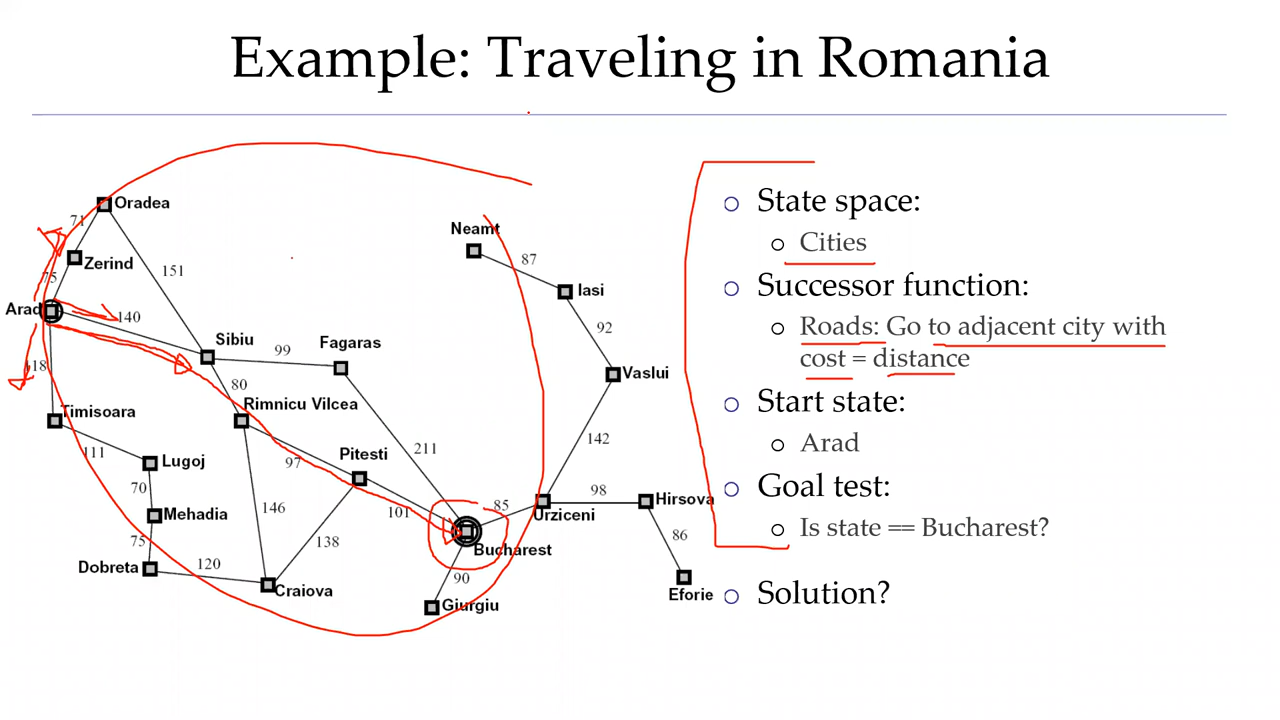 Example: Traveling in Romania
Oradea
71
Zerind
75
151
Arad
140
Sibiu
99
Fagaras
118
80
Timisoara
Rimnicu Vilcea
111
Lugoj
97
Pitesti
211
70
Mehadia
146
101
75
138
Dobreta
120
Craiova
Bucharest
85
90
Giurgiu
Neamt
87
Iasi
92
Vaslui
142
98
Urziceni
Hirsova
86
Eforie
State space:
Cities
Successor function:
Roads: Go to adjacent city with
cost = distance
Start state:
Arad
Goal test:
Is state == Bucharest?
Solution?